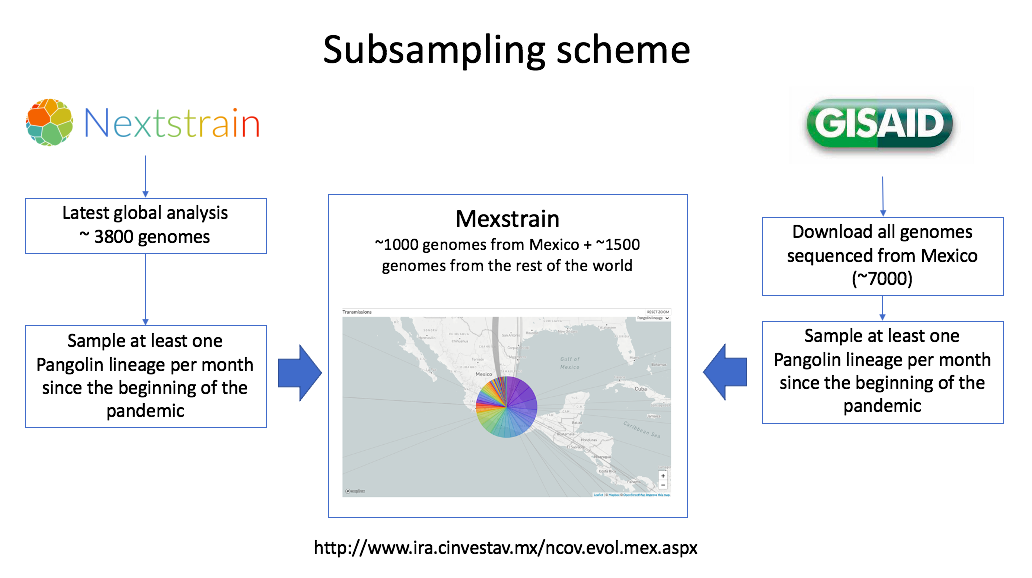 Subsampling scheme
Nextstrain
GISAID
Latest global analysis
~ 3800 genomes
Sample at least one
Pangolin lineage per month
since the beginning of the
pandemic
Mexstrain
~1000 genomes from Mexico + ~1500
genomes from the rest of the world
Transmissions
RESET ZOOM
Pangolin lineage
Gulf of
Mexico
Mexico
Cuba
Caribbean Sea
Download all genomes
sequenced from Mexico
(~7000)
Sample at least one
Pangolin lineage per month
since the beginning of the
pandemic
http://www.ira.cinvestav.mx/ncov.evol.mex.aspx